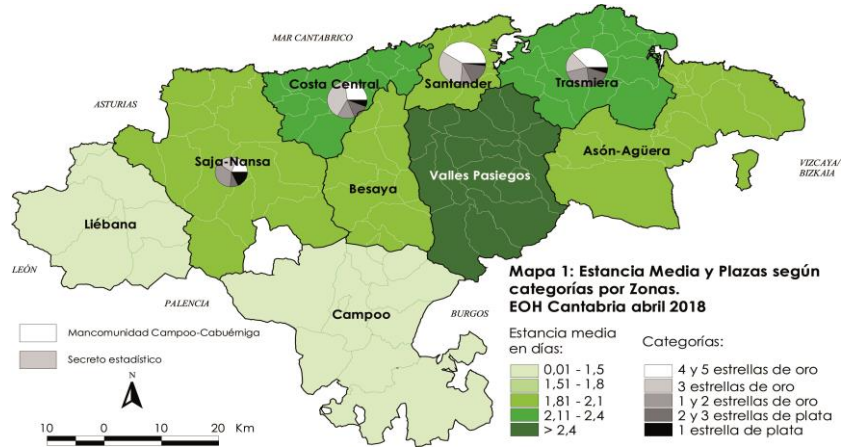 MAR CANTABRICO
Costa Central
Santander
Trasmiera
ASTURIAS
Saja-Nansa
Besaya
Valles Pasiegos
Asón-Agüera
VIZCAYA/
BIZKAIA
Liébana
LEÓN
PALENCIA
Campoo
BURGOS
Mapa 1: Estancia Media y Plazas según
categorías por Zonas.
EOH Cantabria abril 2018
Mancomunidad Campoo-Cabuérniga
Secreto estadístico
N
10 0 10 20 Km
Estancia media
en días:
0,01 - 1,5
1,51 - 1,8
1,81 - 2,1
2,11 - 2,4
> 2,4
Categorías:
4 y 5 estrellas de oro
3 estrellas de oro
1 y 2 estrellas de oro
2 y 3 estrellas de plata
1 estrella de plata